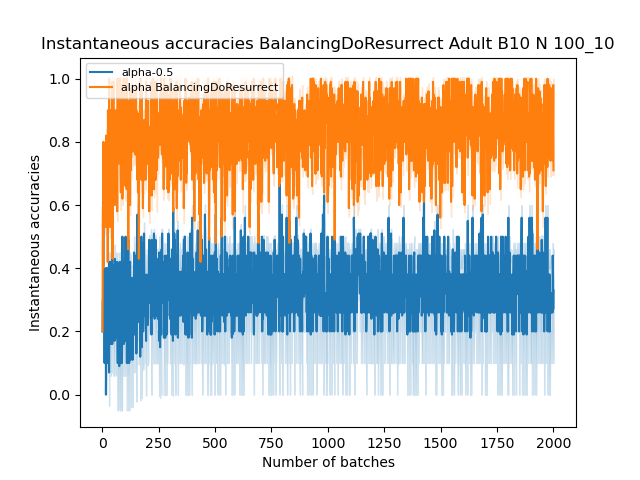 Instantaneous accuracies BalancingDoResurrect Adult B10 N 100_10
alpha-0.5
alpha BalancingDoResurrect
1.0
0.8
0.6
0.4
0.2
0.0
Instantaneous accuracies
0 250 500 750 1000 1250 1500 1750 2000
Number of batches